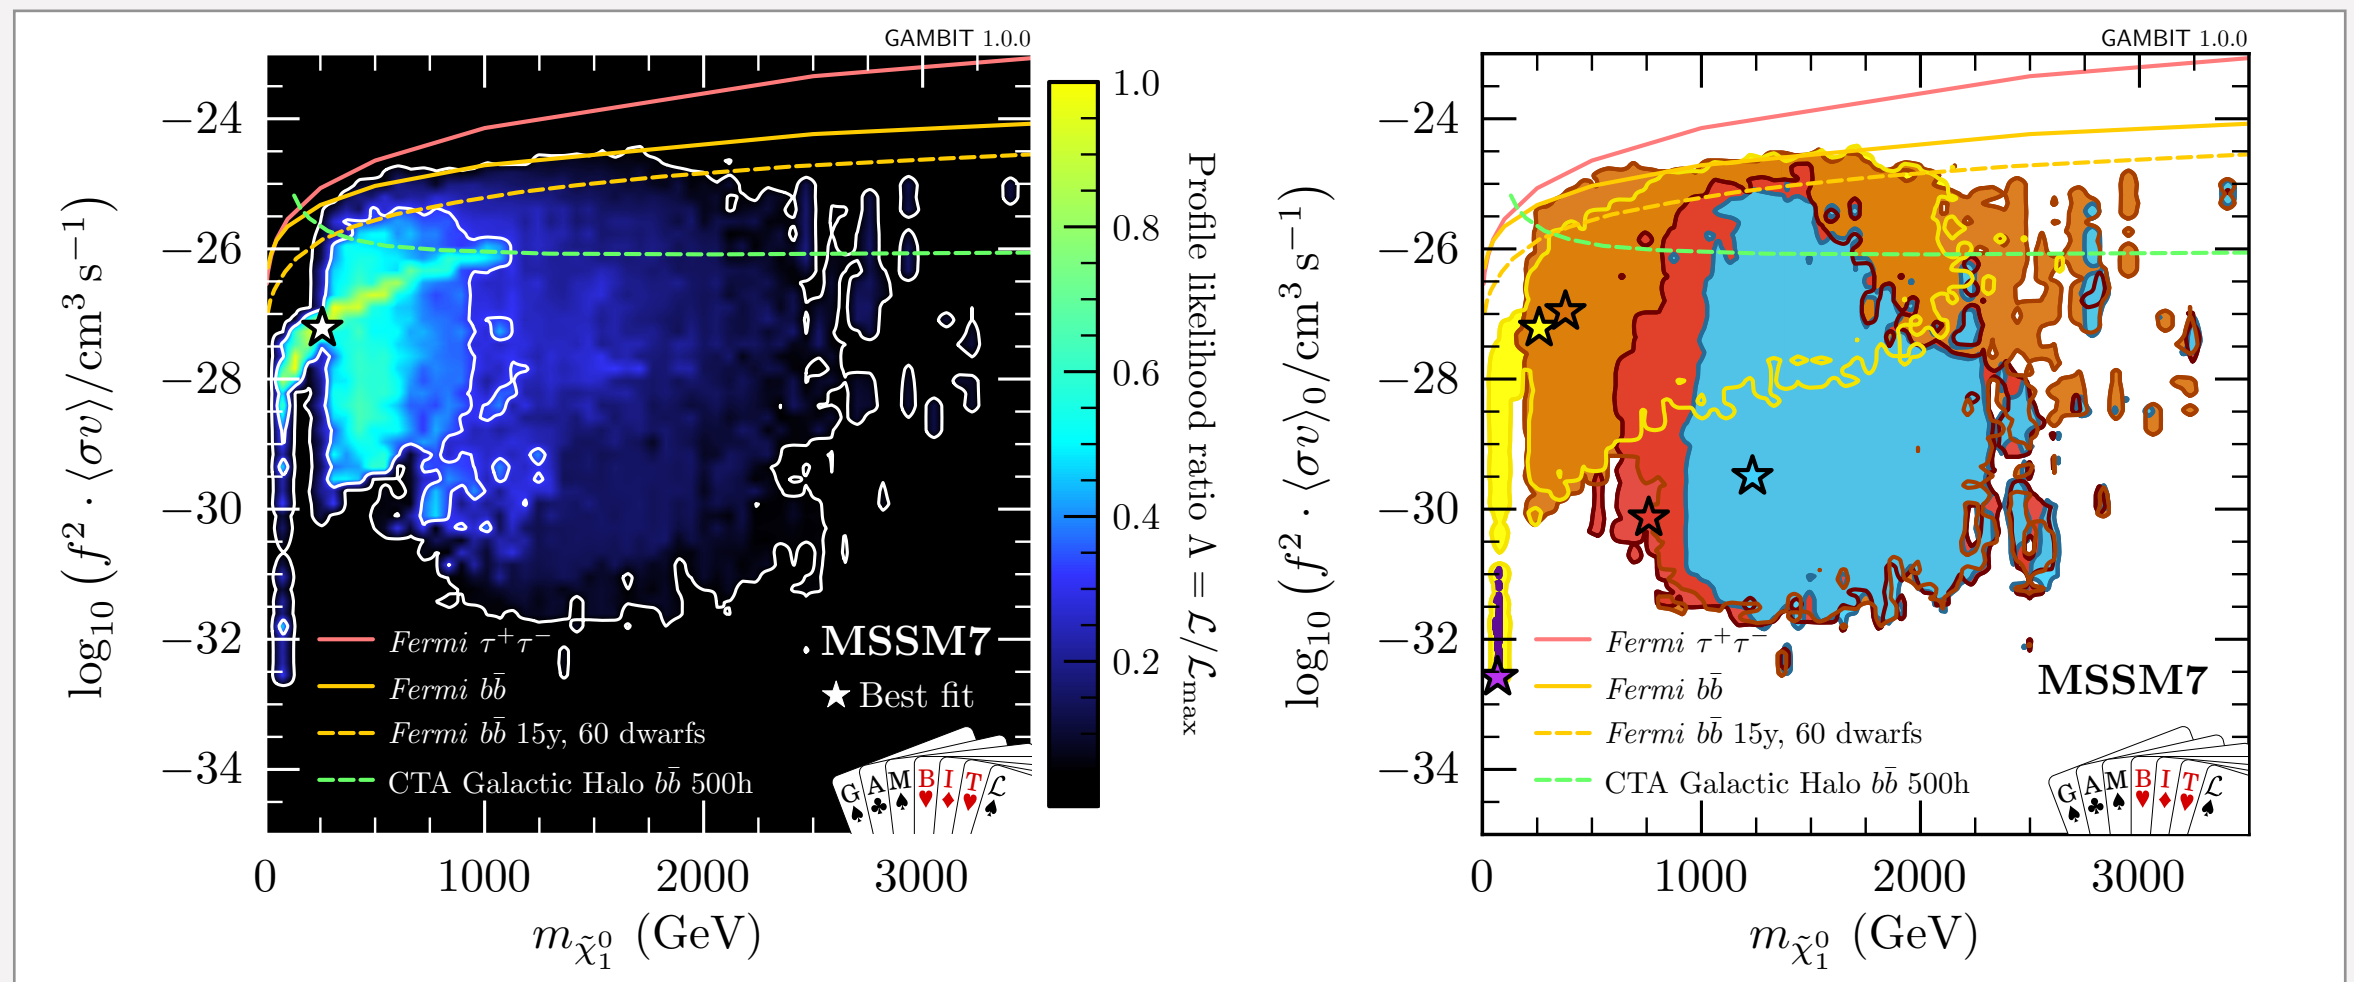 GAMBIT 1.0.0
−24
−26
−28
−30
−32
−34
log₁₀ (f² · ⟨σv⟩/cm³ s⁻¹)
Fermi τ⁺τ⁻
Fermi bb̄
Fermi bb̄ 15y, 60 dwarfs
CTA Galactic Halo bb̄ 500h
MSSM7
★ Best fit
G A M B I T ℒ
0 1000 2000 3000
m_χ̃₁⁰ (GeV)
1.0
0.8
0.6
0.4
0.2
Profile likelihood ratio Λ = ℒ/ℒmax
GAMBIT 1.0.0
−24
−26
−28
−30
−32
−34
log₁₀ (f² · ⟨σv⟩₀/cm³ s⁻¹)
Fermi τ⁺τ⁻
Fermi bb̄
Fermi bb̄ 15y, 60 dwarfs
CTA Galactic Halo bb̄ 500h
MSSM7
G A M B I T ℒ
0 1000 2000 3000
m_χ̃₁⁰ (GeV)